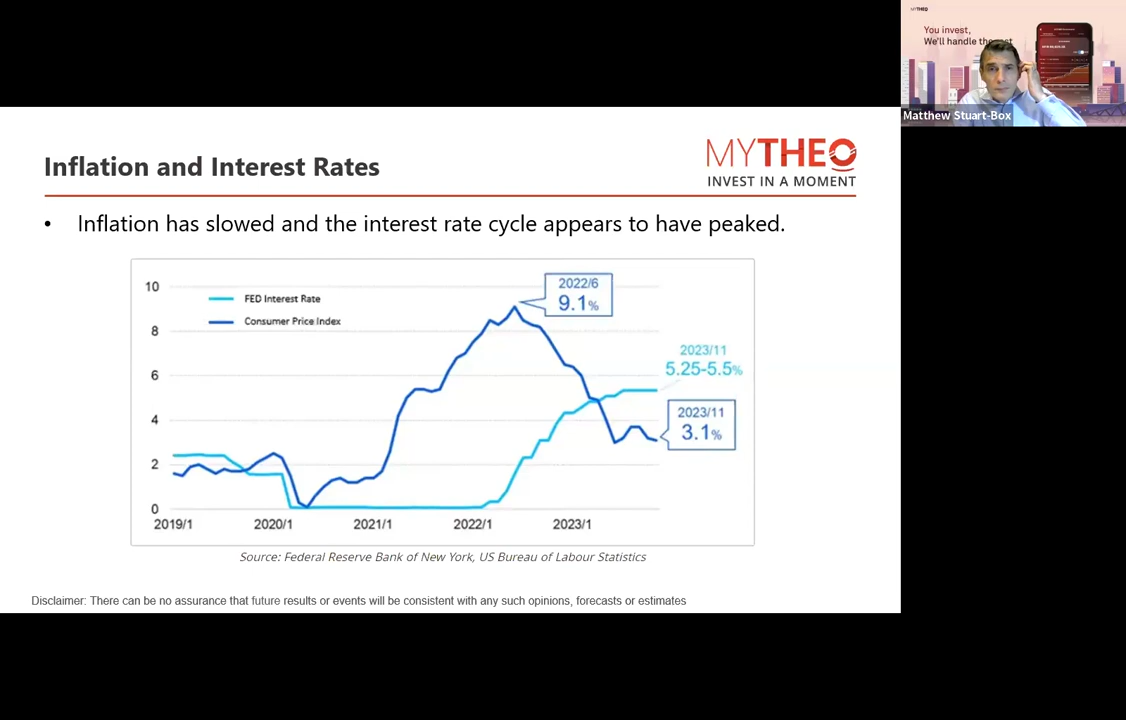 MYTHEO
You invest,
We'll handle the rest
Matthew Stuart-Box
Inflation and Interest Rates
MYTHEO
INVEST IN A MOMENT
• Inflation has slowed and the interest rate cycle appears to have peaked.
10
8
6
4
2
0
FED Interest Rate
Consumer Price Index
2022/6
9.1%
2023/11
5.25-5.5%
2023/11
3.1%
2019/1 2020/1 2021/1 2022/1 2023/1
Source: Federal Reserve Bank of New York, US Bureau of Labour Statistics
Disclaimer: There can be no assurance that future results or events will be consistent with any such opinions, forecasts or estimates